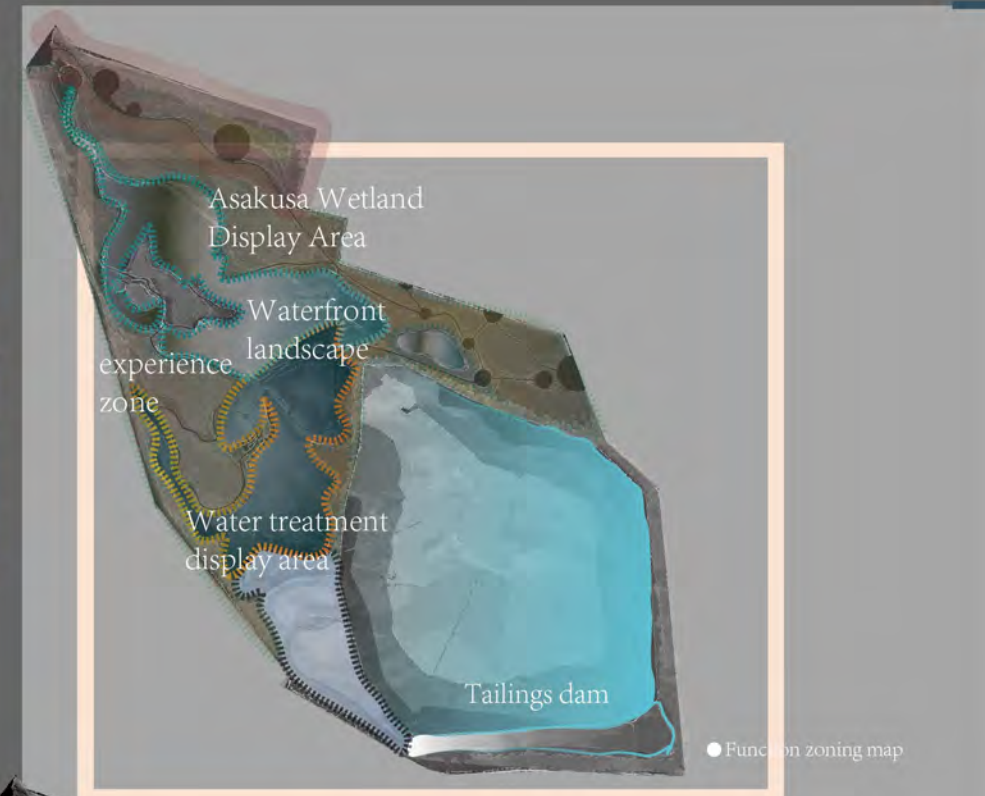 Asakusa Wetland
Display Area
Waterfront
landscape
experience
zone
Water treatment
display area
Tailings dam
Function zoning map